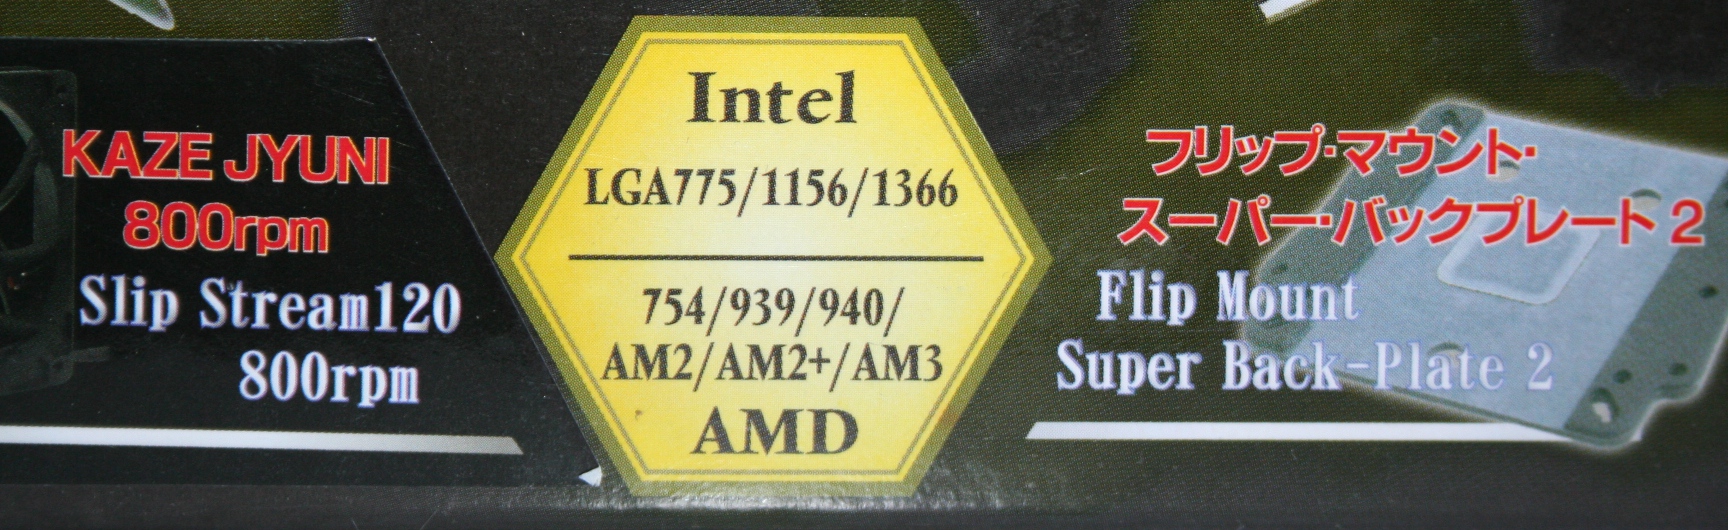 KAZE JYUNI
800rpm
Slip Stream120
800rpm
Intel
LGA775/1156/1366
754/939/940/
AM2/AM2+/AM3
AMD
フリップ・マウント・
スーパー・バックプレート 2
Flip Mount
Super Back-Plate 2